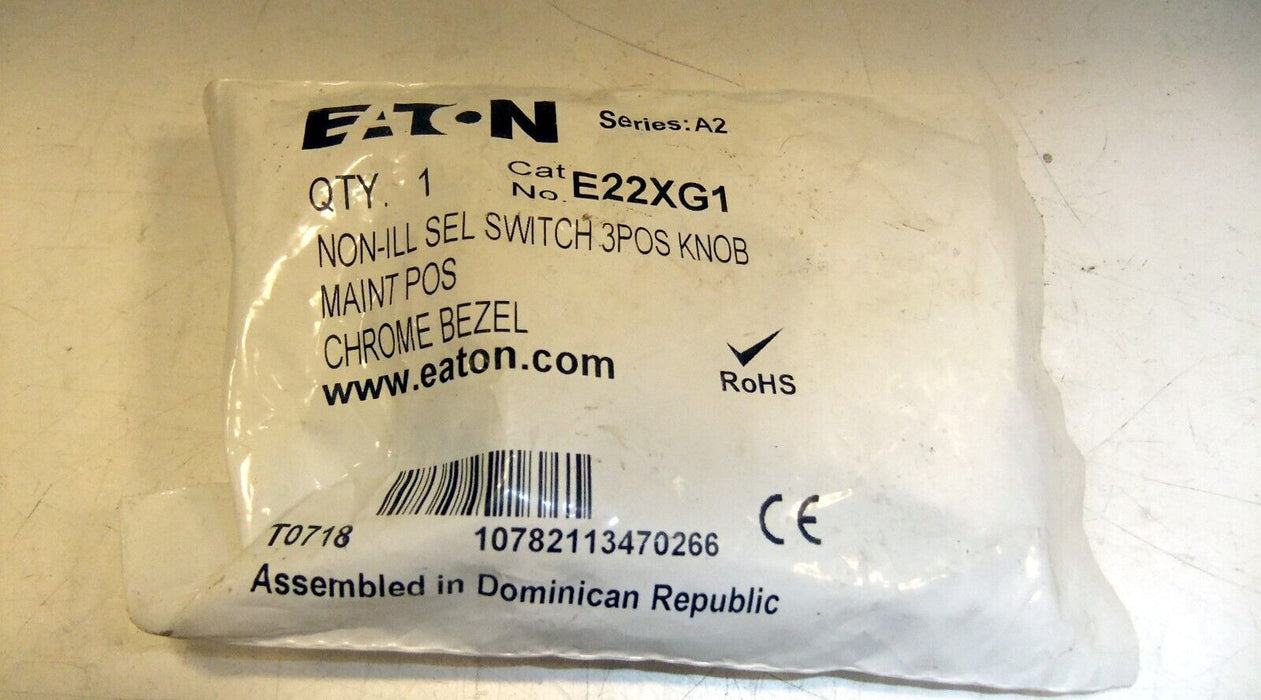 EATON Series: A2
QTY. 1 Cat No. E22XG1
NON-ILL SEL SWITCH 3POS KNOB
MAINT POS
CHROME BEZEL
www.eaton.com
RoHS
T0718 10782113470266 CE
Assembled in Dominican Republic